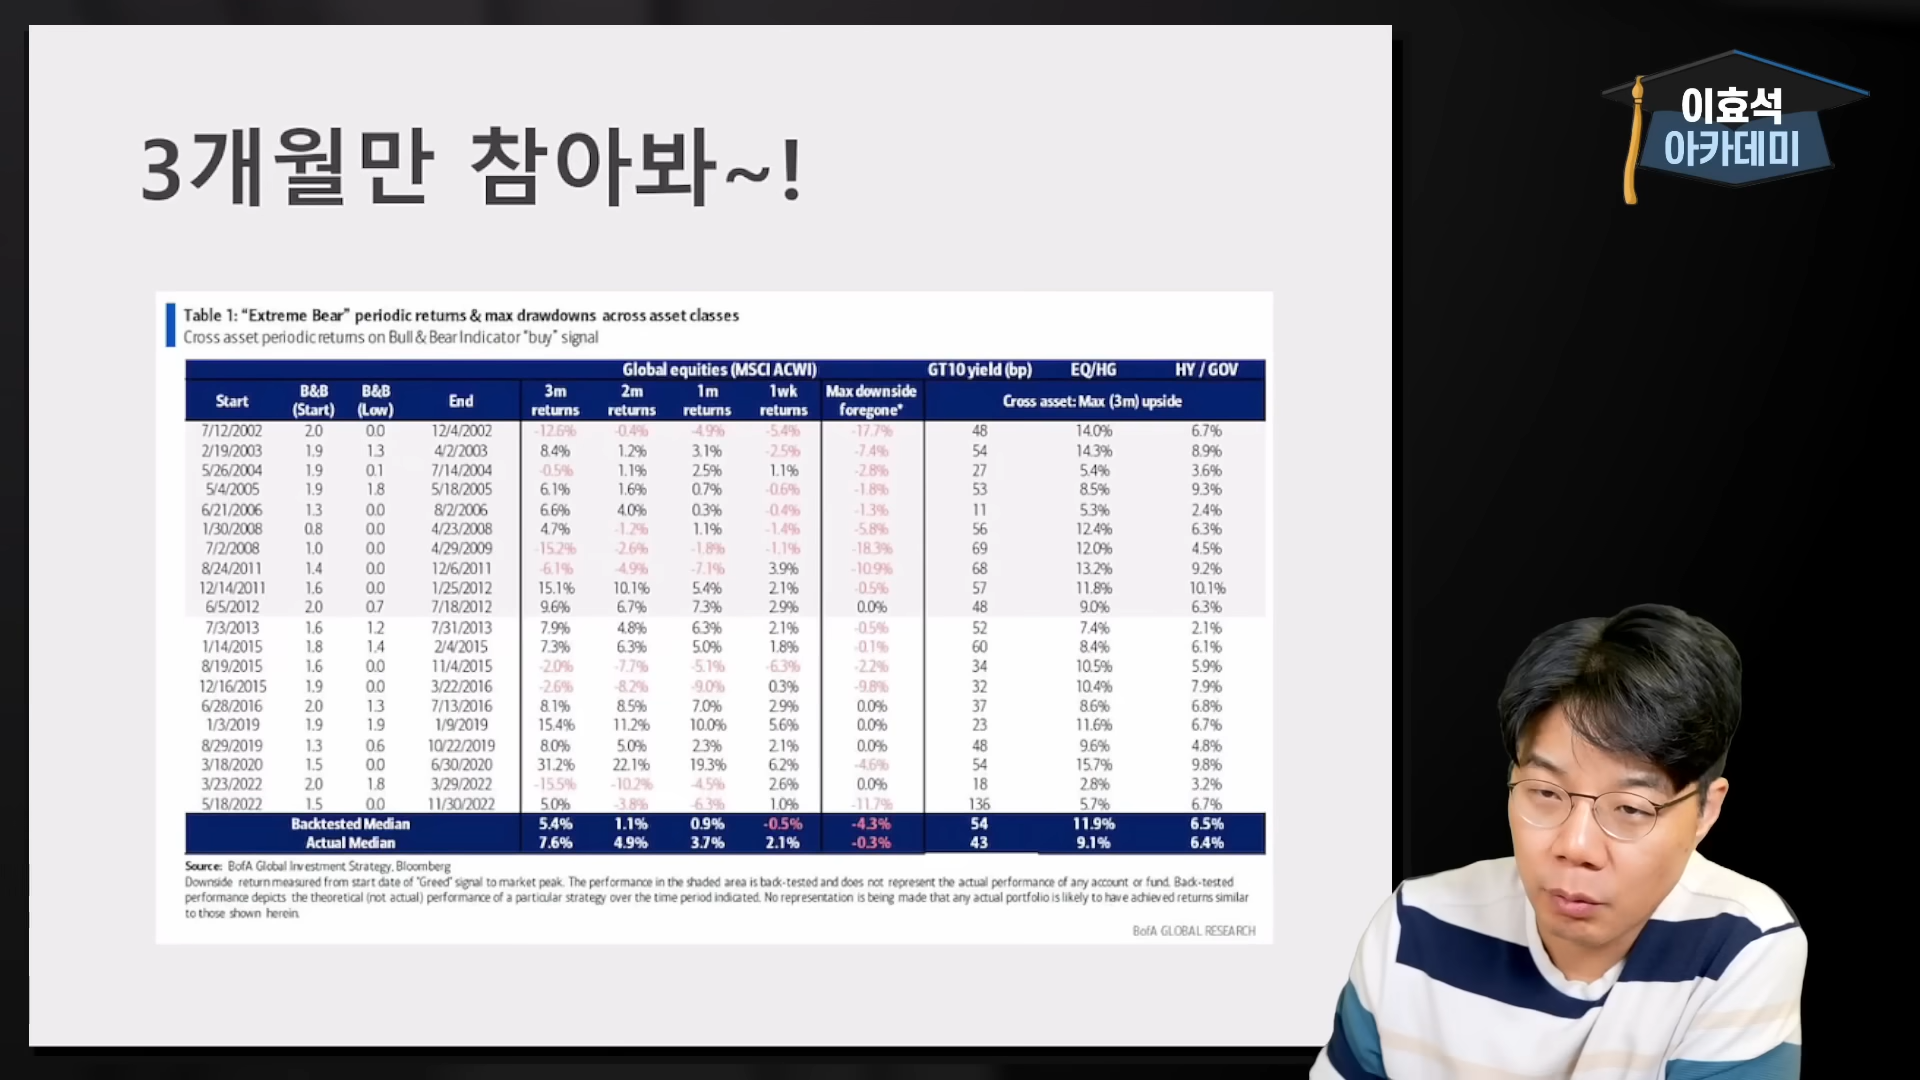 이효석
아카데미
3개월만 참아봐~!
Table 1: “Extreme Bear” periodic returns & max drawdowns across asset classes
Cross asset periodic returns on Bull & Bear Indicator “buy” signal
Global equities (MSCI ACWI) GT10 yield (bp) EQ/HG HY / GOV
Start B&B (Start) B&B (Low) End 3m returns 2m returns 1m returns 1wk returns Max downside foregone* Cross asset: Max (3m) upside
7/12/2002 2.0 0.0 12/4/2002 -12.6% -0.4% -4.9% -5.4% -17.7% 48 14.0% 6.7%
2/19/2003 1.9 1.3 4/2/2003 8.4% 1.2% 3.1% -2.5% -7.4% 54 14.3% 8.9%
5/26/2004 1.9 0.1 7/14/2004 -0.5% 1.1% 2.5% 1.1% -2.8% 27 5.4% 3.6%
5/4/2005 1.9 1.8 5/18/2005 6.1% 1.6% 0.7% -0.6% -1.8% 53 8.5% 9.3%
6/21/2006 1.3 0.0 8/2/2006 6.6% 4.0% 0.3% -0.4% -1.3% 11 5.3% 2.4%
1/30/2008 0.8 0.0 4/23/2008 4.7% -1.2% 1.1% -1.4% -5.8% 56 12.4% 6.3%
7/2/2008 1.0 0.0 4/29/2009 -15.2% -2.6% -1.8% -1.1% -18.3% 69 12.0% 4.5%
8/24/2011 1.4 0.0 12/6/2011 -6.1% -4.9% -7.1% 3.9% -10.9% 68 13.2% 9.2%
12/14/2011 1.6 0.0 1/25/2012 15.1% 10.1% 5.4% 2.1% -0.5% 57 11.8% 10.1%
6/5/2012 2.0 0.7 7/18/2012 9.6% 6.7% 7.3% 2.9% 0.0% 48 9.0% 6.3%
7/3/2013 1.6 1.2 7/31/2013 7.9% 4.8% 6.3% 2.1% -0.5% 52 7.4% 2.1%
1/14/2015 1.8 1.4 2/4/2015 7.3% 6.3% 5.0% 1.8% -0.1% 60 8.4% 6.1%
8/19/2015 1.6 0.0 11/4/2015 -2.0% -7.7% -5.1% -6.3% -2.2% 34 10.5% 5.9%
12/16/2015 1.9 0.0 3/22/2016 -2.6% -8.2% -9.0% 0.3% -9.8% 32 10.4% 7.9%
6/28/2016 2.0 1.3 7/13/2016 8.1% 8.5% 7.0% 2.9% 0.0% 37 8.6% 6.8%
1/3/2019 1.9 1.9 1/9/2019 15.4% 11.2% 10.0% 5.6% 0.0% 23 11.6% 6.7%
8/29/2019 1.3 0.6 10/22/2019 8.0% 5.0% 2.3% 2.1% 0.0% 48 9.6% 4.8%
3/18/2020 1.5 0.0 6/30/2020 31.2% 22.1% 19.3% 6.2% -4.6% 54 15.7% 9.8%
3/23/2022 2.0 1.8 3/29/2022 -15.5% -10.2% -4.5% 2.6% 0.0% 18 2.8% 3.2%
5/18/2022 1.5 0.0 11/30/2022 5.0% -3.8% -6.3% 1.0% -11.7% 136 5.7% 6.7%
Backtested Median 5.4% 1.1% 0.9% -0.5% -4.3% 54 11.9% 6.5%
Actual Median 7.6% 4.9% 3.7% 2.1% -0.3% 43 9.1% 6.4%
Source: BofA Global Investment Strategy, Bloomberg
Downside return measured from start date of "Greed" signal to market peak. The performance in the shaded area is back-tested and does not represent the actual performance of any account or fund. Back-tested
performance depicts the theoretical (not actual) performance of a particular strategy over the time period indicated. No representation is being made that any actual portfolio is likely to have achieved returns similar
to those shown herein.
BofA GLOBAL RESEARCH